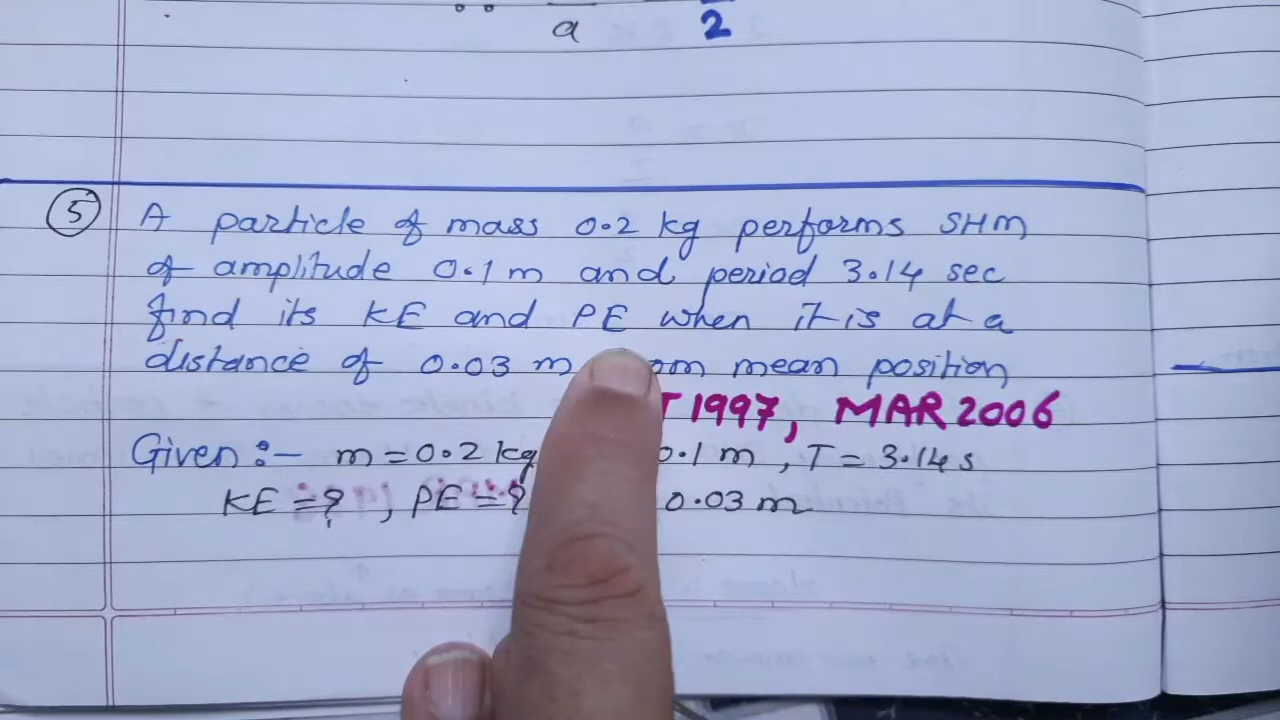 a 2
5 A particle of mass 0.2 kg performs SHM
of amplitude 0.1 m and period 3.14 sec
find its KE and PE when it is at a
distance of 0.03 m mean position
1997, MAR 2006
Given :- m = 0.2 kg 0.1 m , T = 3.14 s
KE = ? , PE = ? 0.03 m